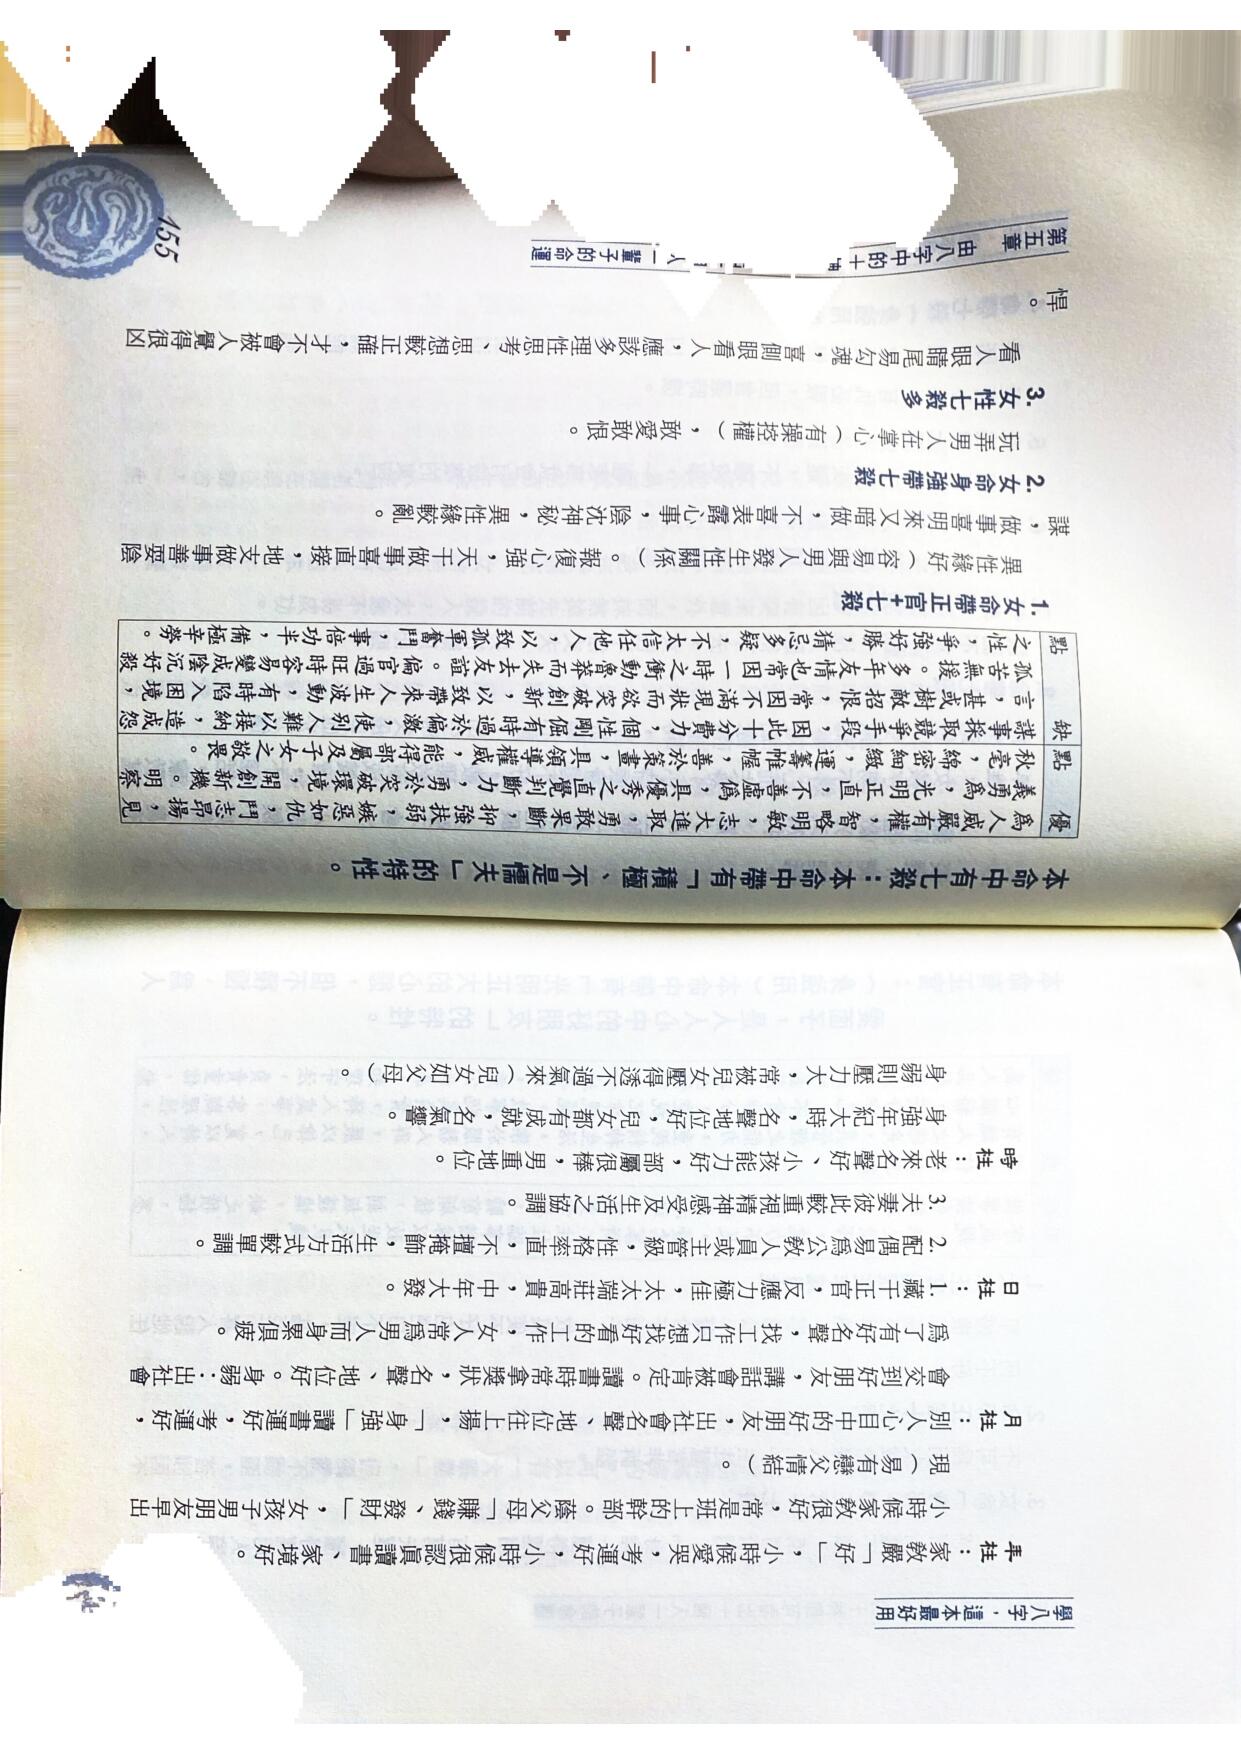 學八字，這本最好用
年柱：家教嚴「好」，小時候愛哭，考運好，小時候很認眞讀書、家境好。
小時候家教很好，常是班上的幹部。蔭父母「賺錢、發財」，女孩子男朋友早出
現（易有戀父情結）。
月柱：別人心目中的好朋友，出社會名聲、地位往上揚，「身強」讀書運好，考運好，
會交到好朋友，講話會被肯定。讀書時常拿獎狀，名聲、地位好。身弱：出社會
爲了有好名聲，找工作只想找好看的工作，女人常爲男人而身累俱疲。
日柱：1.藏干正官，反應力極佳，太太端莊高貴，中年大發。
2.配偶易爲公教人員或主管級，性格率直，不擅掩飾，生活方式較單調。
3.夫妻彼此較重視精神感受及生活之協調。
時柱：老來名聲好、小孩能力好，部屬很棒，男重地位。
身強年紀大時，名聲地位好，兒女都有成就，名氣響。
身弱則壓力大，常被兒女壓得透不過氣來（兒女如父母）。
本命中有七殺：本命中帶有「積極、不是懦夫」的特性。
優點
爲人威嚴有權，智略明敏，志大進取，勇敢果斷，抑強扶弱，嫉惡如仇，鬥志昂揚，見
義勇爲，光明正直，不善虛僞，具優秀之直覺判斷力，勇於突破環境，開創新機。明察
秋毫，綿密細緻，運籌帷幄，善於策畫，具領導權威，能得部屬及子女之敬畏。
缺點
謀事採取競爭手段，因此十分費力，個性剛倔有時過於偏激，使別人難以接納，造成怨
言，甚或樹敵招恨，常因不滿現狀而欲突破創新，以致帶來人生波動，有時陷入困境，
孤苦無援。多年友情也常因一時之衝動魯莽而失去友誼。偏官過旺時容易變成陰沉好殺
之性，爭強好勝，猜忌多疑，不太信任他人，以致孤軍奮鬥，事倍功半，備極辛勞。
1.女命帶正官+七殺
異性緣好（容易與男人發生性關係）。報復心強，天干做事喜直接，地支做事善耍陰
謀，做事喜明來又暗做，不喜表露心事，陰沈神秘，異性緣較亂。
2.女命身強帶七殺
玩弄男人在掌心（有操控權），敢愛敢恨。
3.女性七殺多
看人眼睛尾易勾魂，喜側眼看人，應該多理性思考、思想較正確，才不會被人覺得很凶
悍。
第五章 由八字中的十神 人一輩子的命運
155